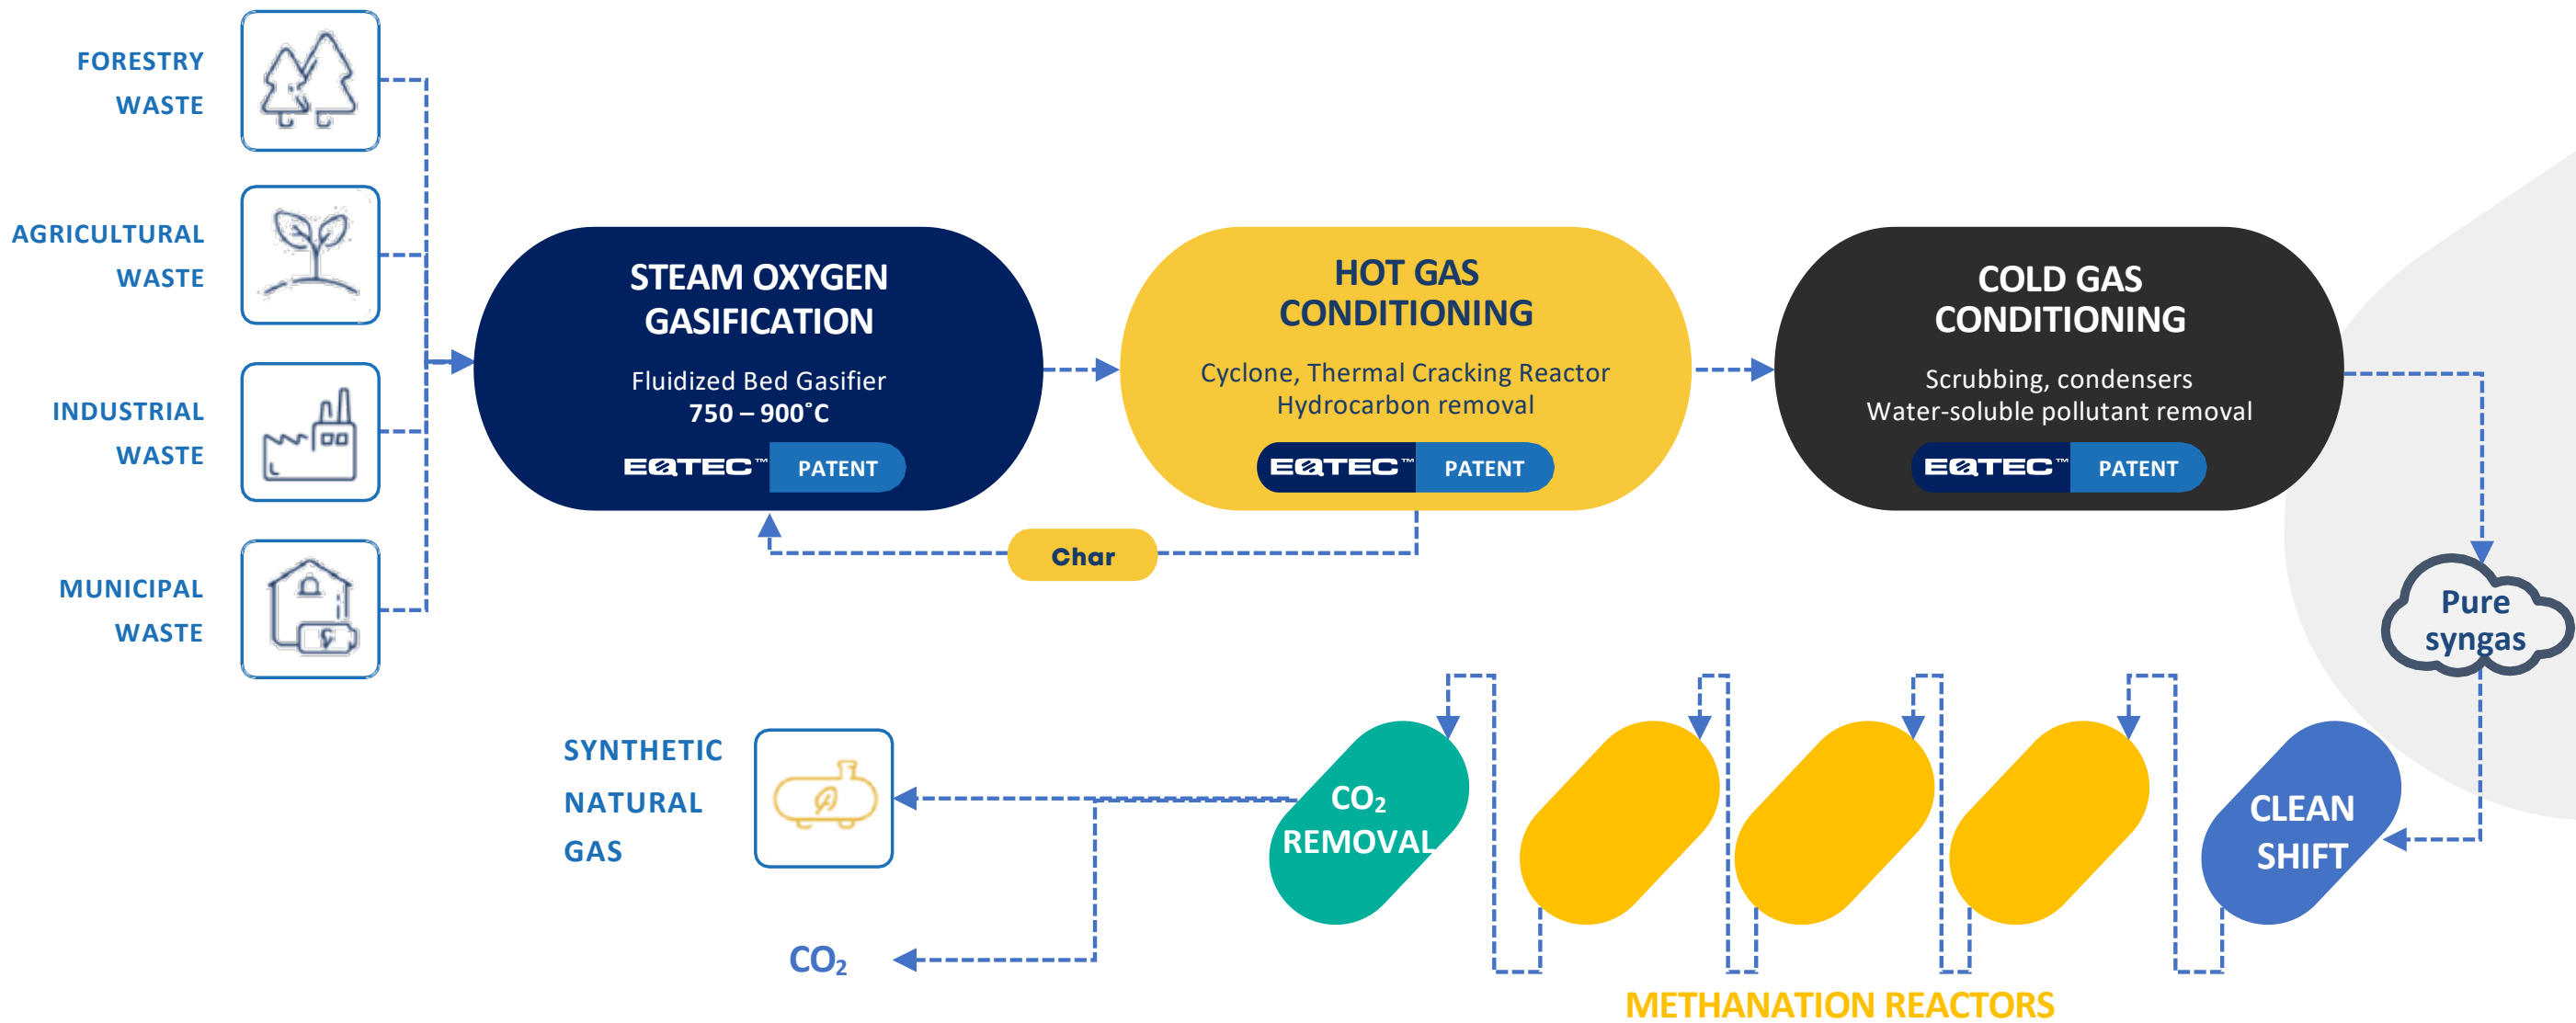 FORESTRY
WASTE
AGRICULTURAL
WASTE
INDUSTRIAL
WASTE
MUNICIPAL
WASTE
STEAM OXYGEN
GASIFICATION
Fluidized Bed Gasifier
750 – 900˚C
EQTEC™ PATENT
HOT GAS
CONDITIONING
Cyclone, Thermal Cracking Reactor
Hydrocarbon removal
EQTEC™ PATENT
COLD GAS
CONDITIONING
Scrubbing, condensers
Water-soluble pollutant removal
EQTEC™ PATENT
Char
Pure
syngas
CLEAN
SHIFT
METHANATION REACTORS
CO₂
REMOVAL
SYNTHETIC
NATURAL
GAS
CO₂